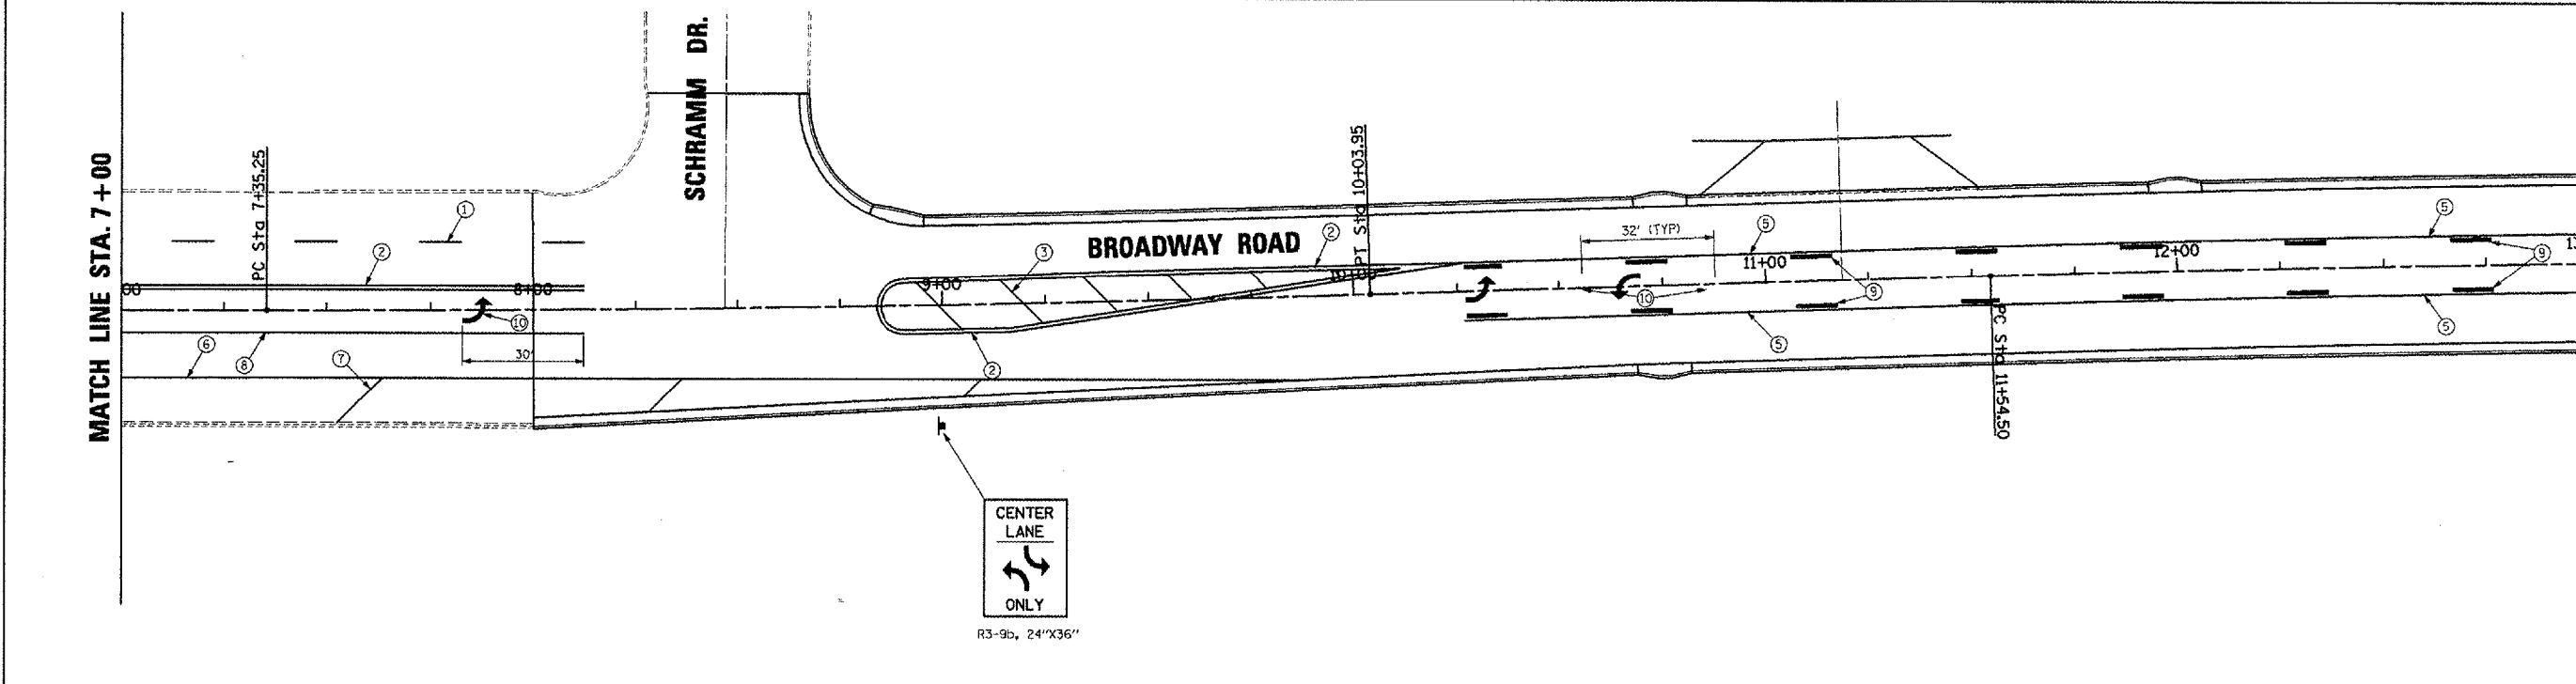 MATCH LINE STA. 7+00
SCHRAMM DR.
PC Sta 7+35.25
PT Sta 10+03.95
BROADWAY ROAD
32' (TYP)
1
2
3
2
5
5
00
8+00
9+00
10+00
11+00
12+00
13
10
10
9
9
30'
6
7
8
2
5
5
PC Sta 11+54.50
CENTER
LANE
ONLY
R3-9b, 24"X36"